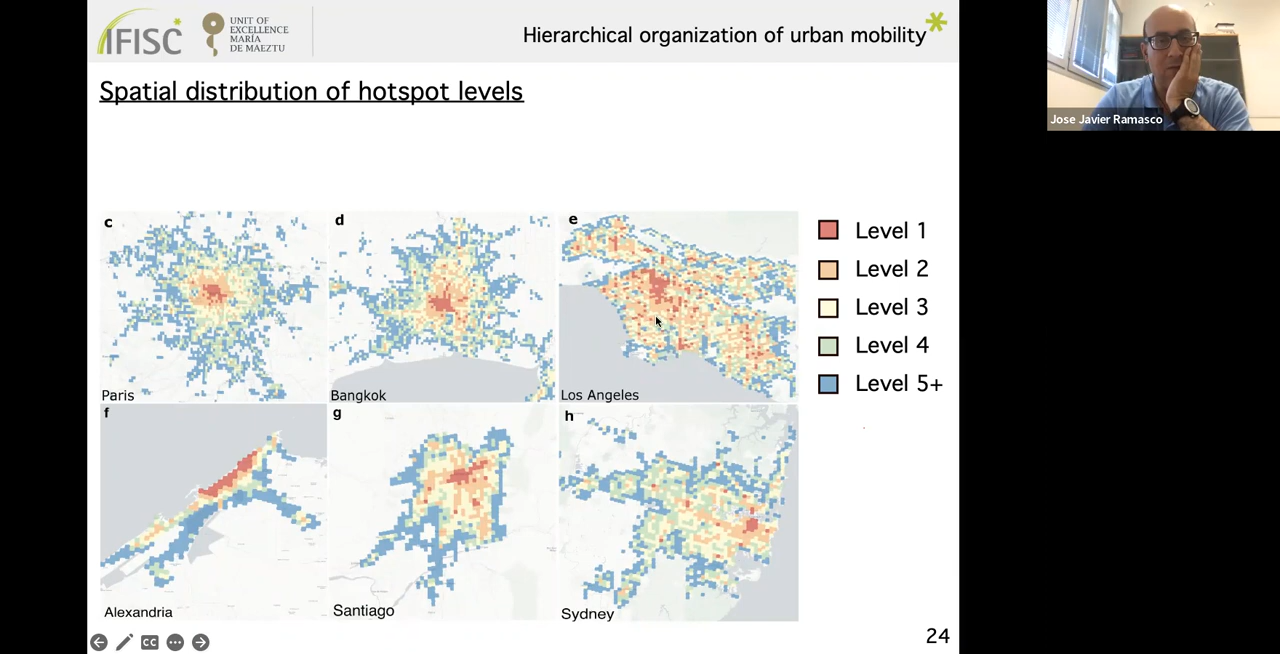 IFISC
UNIT OF
EXCELLENCE
MARÍA
DE MAEZTU
Hierarchical organization of urban mobility
Spatial distribution of hotspot levels
c
d
e
Paris
Bangkok
Los Angeles
f
g
h
Alexandria
Santiago
Sydney
Level 1
Level 2
Level 3
Level 4
Level 5+
CC
24
Jose Javier Ramasco